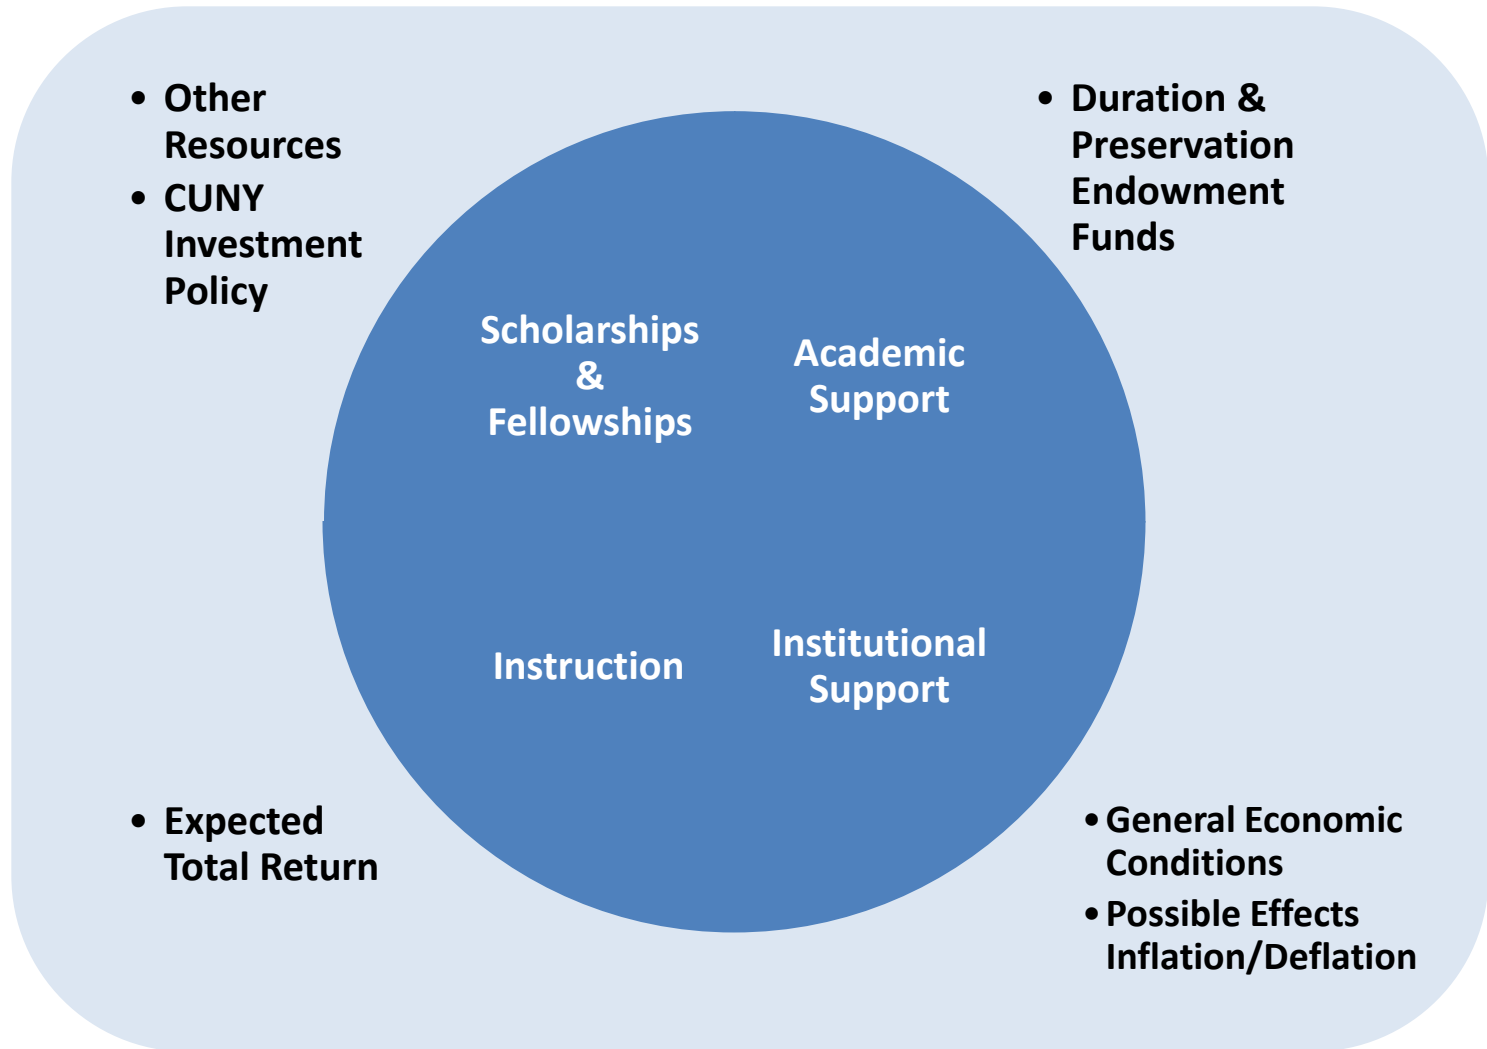 • Other
Resources
• CUNY
Investment
Policy
• Duration &
Preservation
Endowment
Funds
Scholarships
&
Fellowships
Academic
Support
Instruction
Institutional
Support
• Expected
Total Return
• General Economic
Conditions
• Possible Effects
Inflation/Deflation